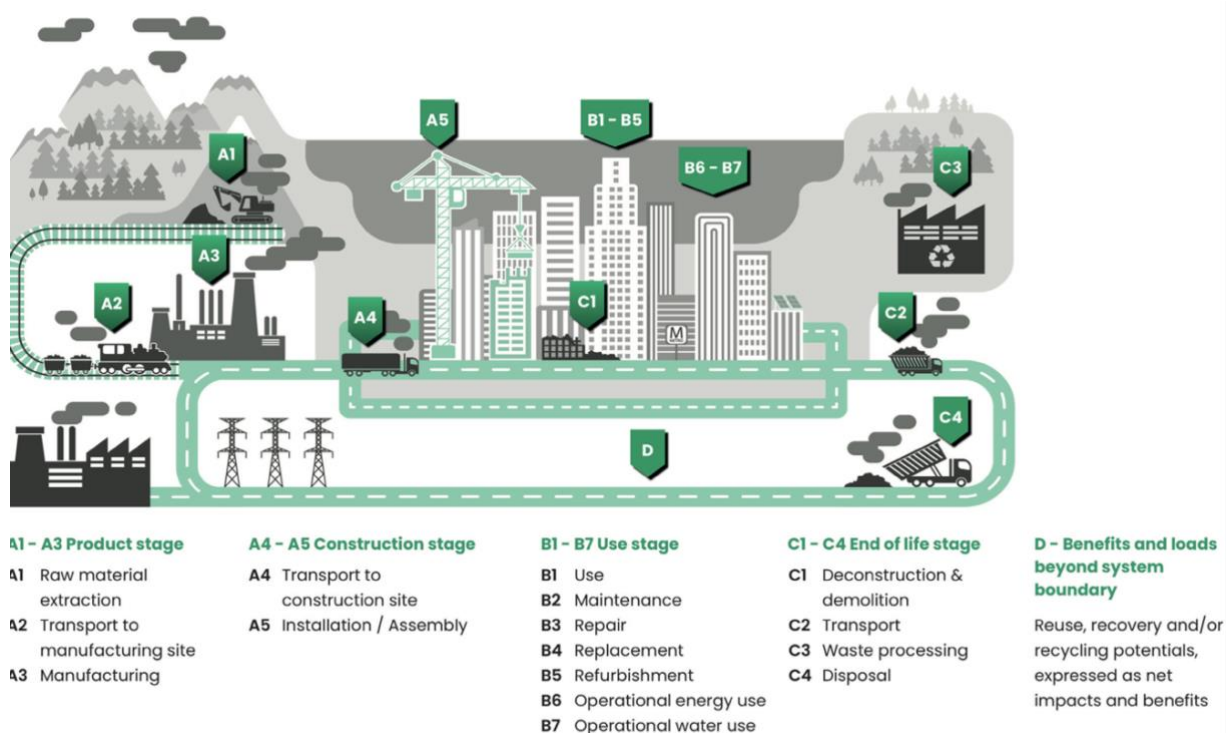 A5
B1 - B5
A1
B6 - B7
C3
A3
A2
A4
C1
C2
M
C4
D
A1 - A3 Product stage
A1 Raw material
extraction
A2 Transport to
manufacturing site
A3 Manufacturing
A4 - A5 Construction stage
A4 Transport to
construction site
A5 Installation / Assembly
B1 - B7 Use stage
B1 Use
B2 Maintenance
B3 Repair
B4 Replacement
B5 Refurbishment
B6 Operational energy use
B7 Operational water use
C1 - C4 End of life stage
C1 Deconstruction &
demolition
C2 Transport
C3 Waste processing
C4 Disposal
D - Benefits and loads
beyond system
boundary
Reuse, recovery and/or
recycling potentials,
expressed as net
impacts and benefits